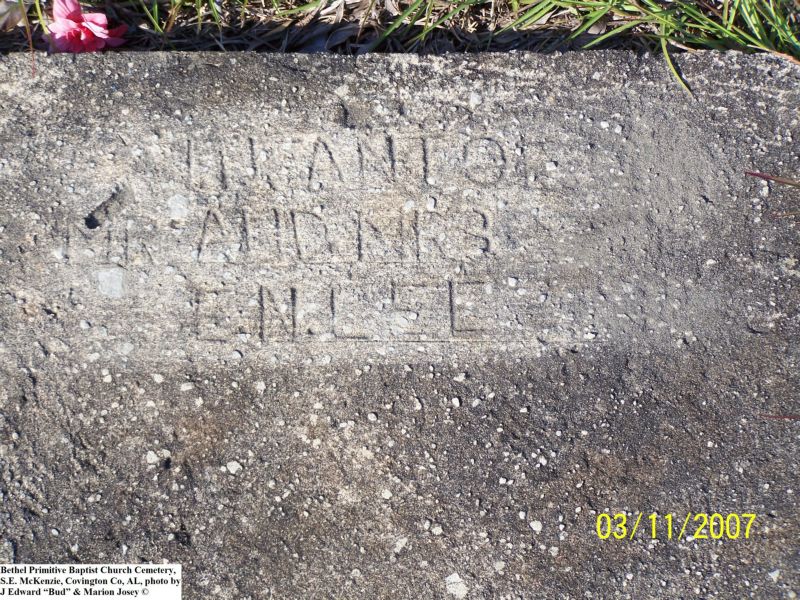 INFANT OF
MR AND MRS
E.N. LEE
03/11/2007
Bethel Primitive Baptist Church Cemetery,
S.E. McKenzie, Covington Co, AL, photo by
J Edward “Bud” & Marion Josey ©